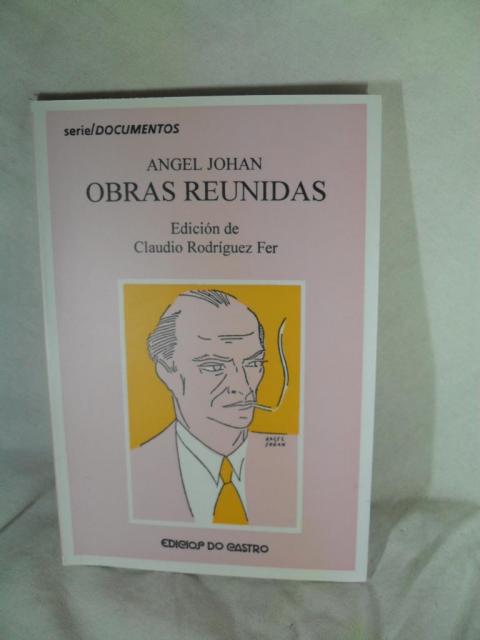 serie/DOCUMENTOS
ANGEL JOHAN
OBRAS REUNIDAS
Edición de
Claudio Rodríguez Fer
ANGEL
JOHAN
EDICIOS DO CASTRO